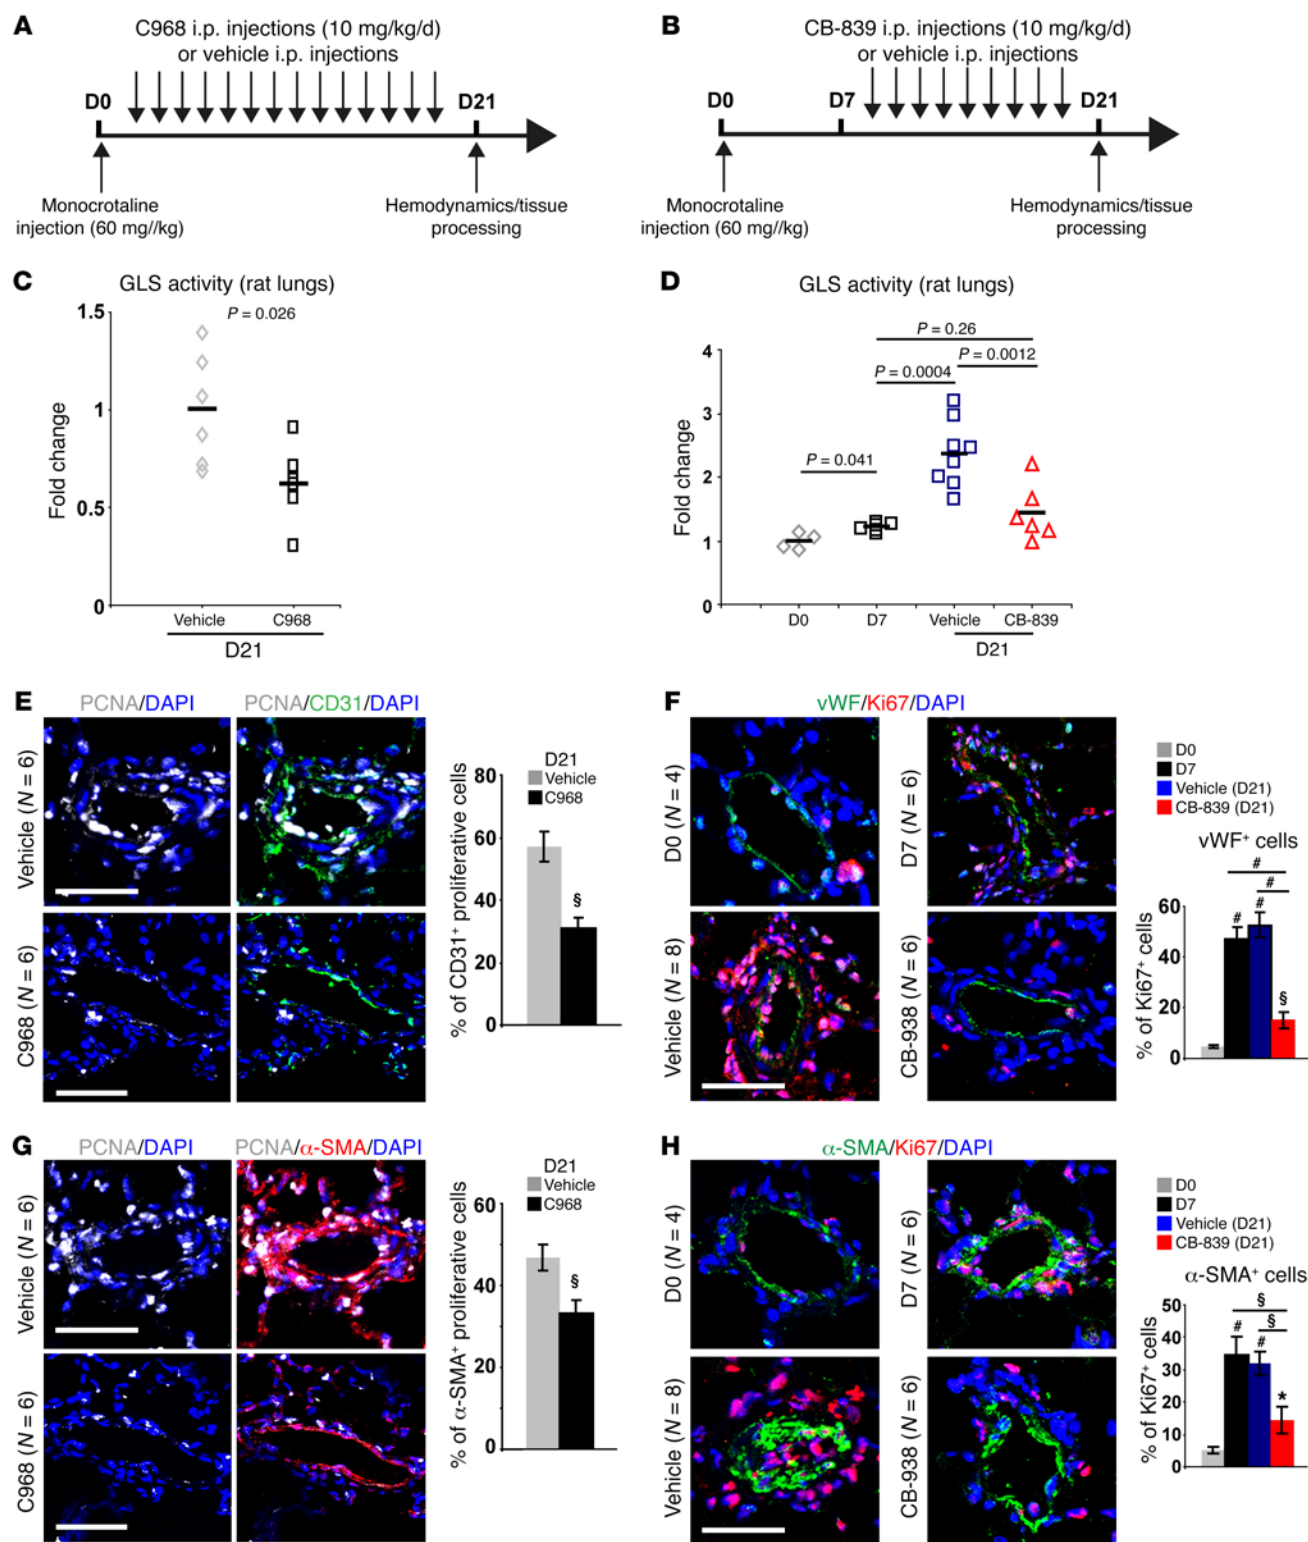 A
C968 i.p. injections (10 mg/kg/d)
or vehicle i.p. injections
D0
D21
Monocrotaline
injection (60 mg//kg)
Hemodynamics/tissue
processing
B
CB-839 i.p. injections (10 mg/kg/d)
or vehicle i.p. injections
D0
D7
D21
Monocrotaline
injection (60 mg//kg)
Hemodynamics/tissue
processing
C
GLS activity (rat lungs)
P = 0.026
Fold change
1.5
1
0.5
0
Vehicle
C968
D21
D
GLS activity (rat lungs)
P = 0.26
P = 0.0012
P = 0.0004
P = 0.041
Fold change
4
3
2
1
0
D0
D7
Vehicle
CB-839
D21
E
PCNA/DAPI
PCNA/CD31/DAPI
Vehicle (N = 6)
C968 (N = 6)
D21
Vehicle
C968
% of CD31+ proliferative cells
80
60
40
20
0
§
F
vWF/Ki67/DAPI
D0 (N = 4)
D7 (N = 6)
Vehicle (N = 8)
CB-938 (N = 6)
D0
D7
Vehicle (D21)
CB-839 (D21)
vWF+ cells
% of Ki67+ cells
60
40
20
0
#
#
#
#
§
G
PCNA/DAPI
PCNA/α-SMA/DAPI
Vehicle (N = 6)
C968 (N = 6)
D21
Vehicle
C968
% of α-SMA+ proliferative cells
60
40
20
0
§
H
α-SMA/Ki67/DAPI
D0 (N = 4)
D7 (N = 6)
Vehicle (N = 8)
CB-938 (N = 6)
D0
D7
Vehicle (D21)
CB-839 (D21)
α-SMA+ cells
% of Ki67+ cells
50
40
30
20
10
0
§
§
#
#
*